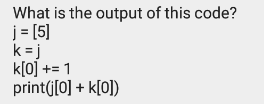 What is the output of this code?
j = [5]
k = j
k[0] += 1
print(j[0] + k[0])